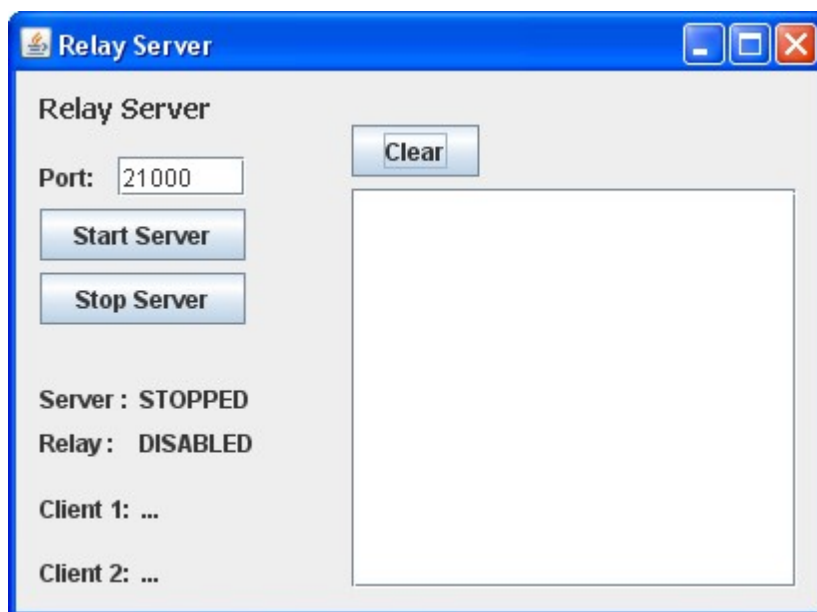 Relay Server
Relay Server
Port: 21000
Start Server
Stop Server
Server : STOPPED
Relay : DISABLED
Client 1: ...
Client 2: ...
Clear